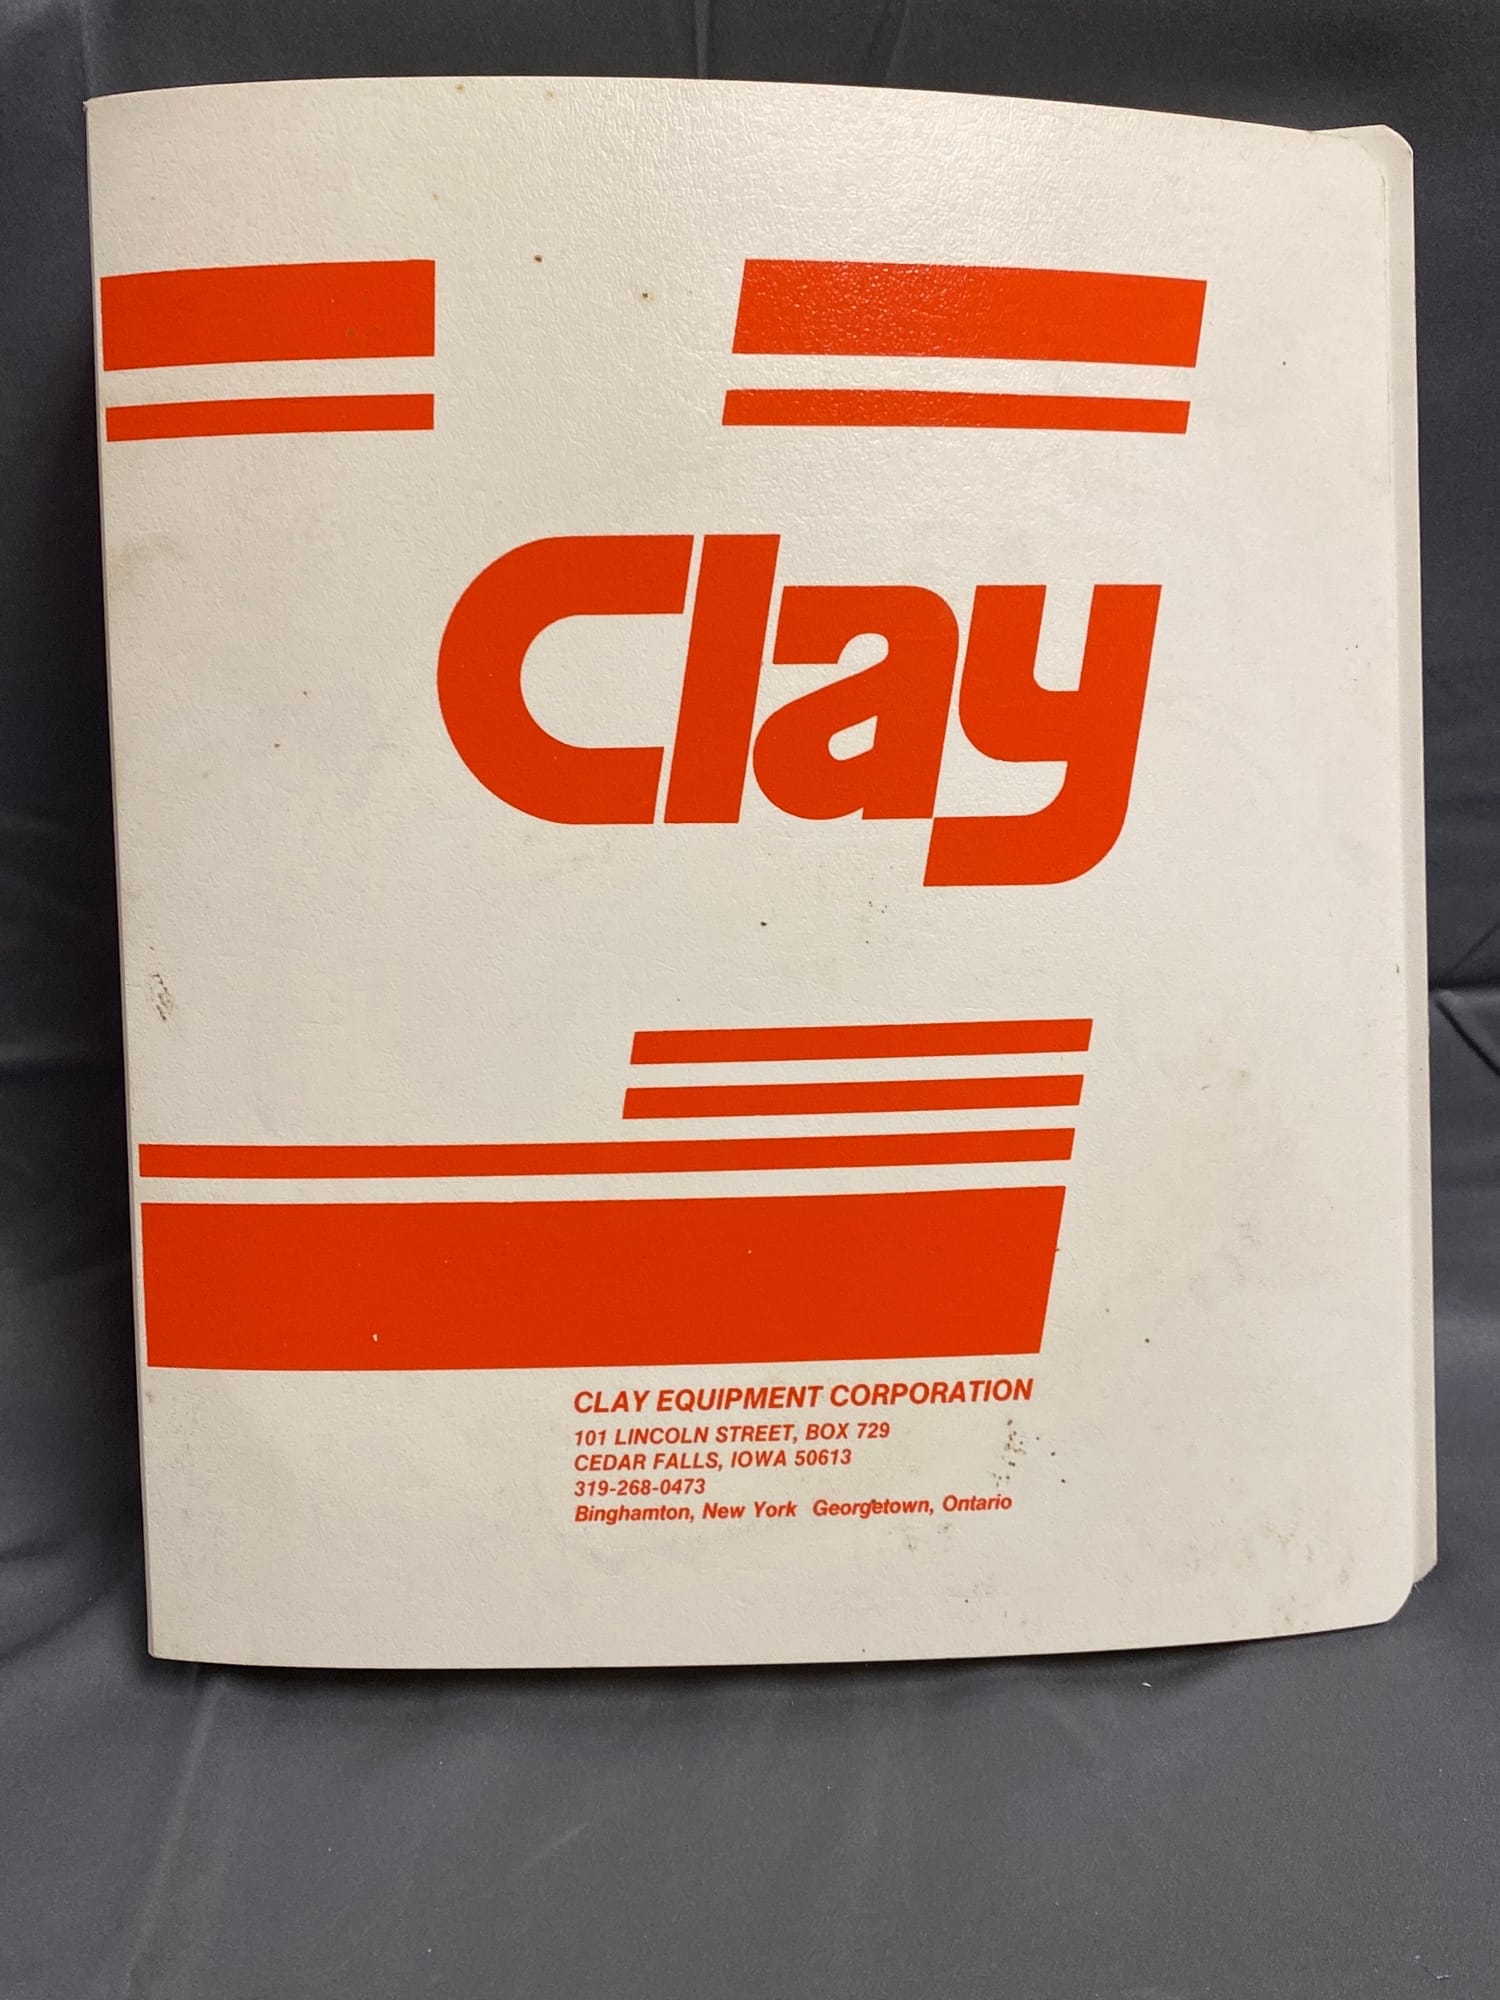 Clay
CLAY EQUIPMENT CORPORATION
101 LINCOLN STREET, BOX 729
CEDAR FALLS, IOWA 50613
319-268-0473
Binghamton, New York Georgetown, Ontario